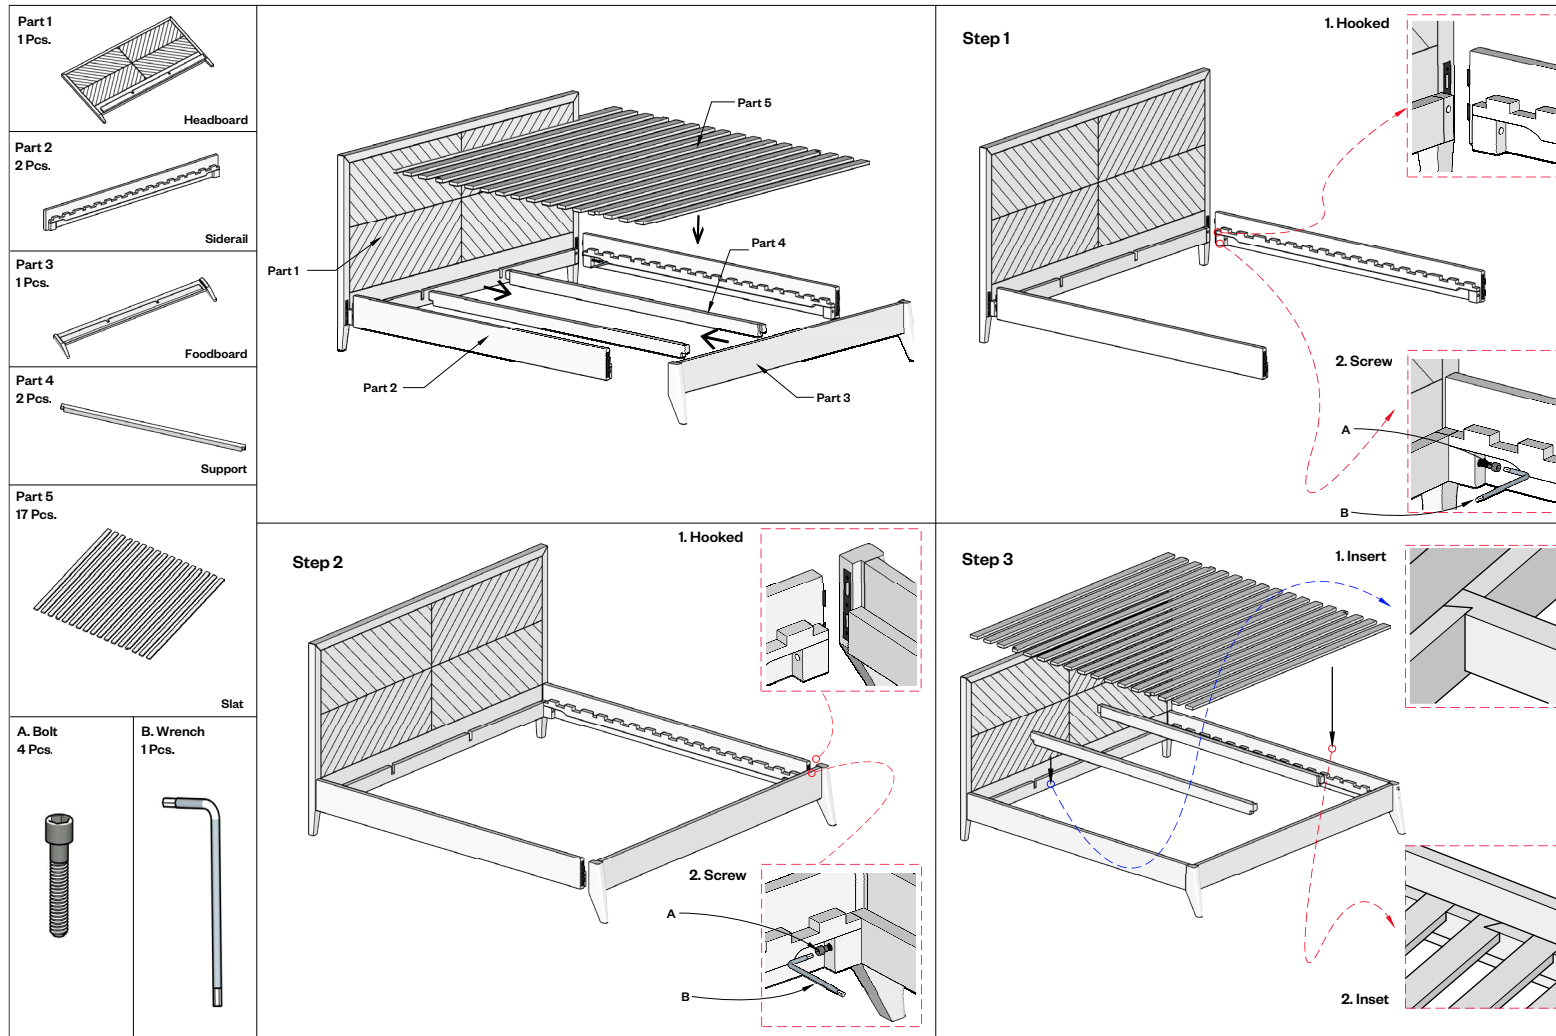 Part 1
1 Pcs.
Headboard
Part 2
2 Pcs.
Siderail
Part 3
1 Pcs.
Foodboard
Part 4
2 Pcs.
Support
Part 5
17 Pcs.
Slat
A. Bolt
4 Pcs.
B. Wrench
1 Pcs.
Part 5
Part 4
Part 1
Part 2
Part 3
Step 1
1. Hooked
2. Screw
A
B
Step 2
1. Hooked
2. Screw
A
B
Step 3
1. Insert
2. Inset